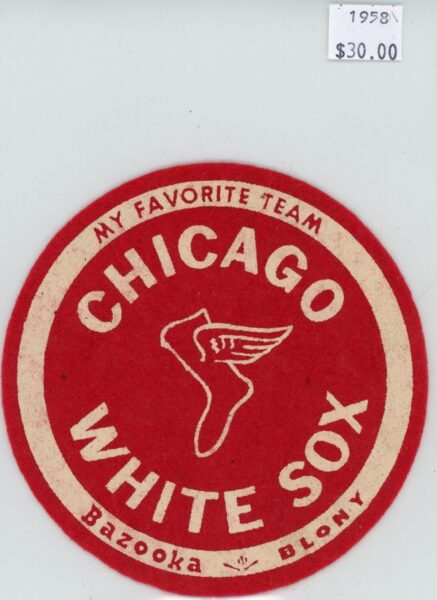 1958
$30.00
MY FAVORITE TEAM
CHICAGO
WHITE SOX
Bazooka BLONY